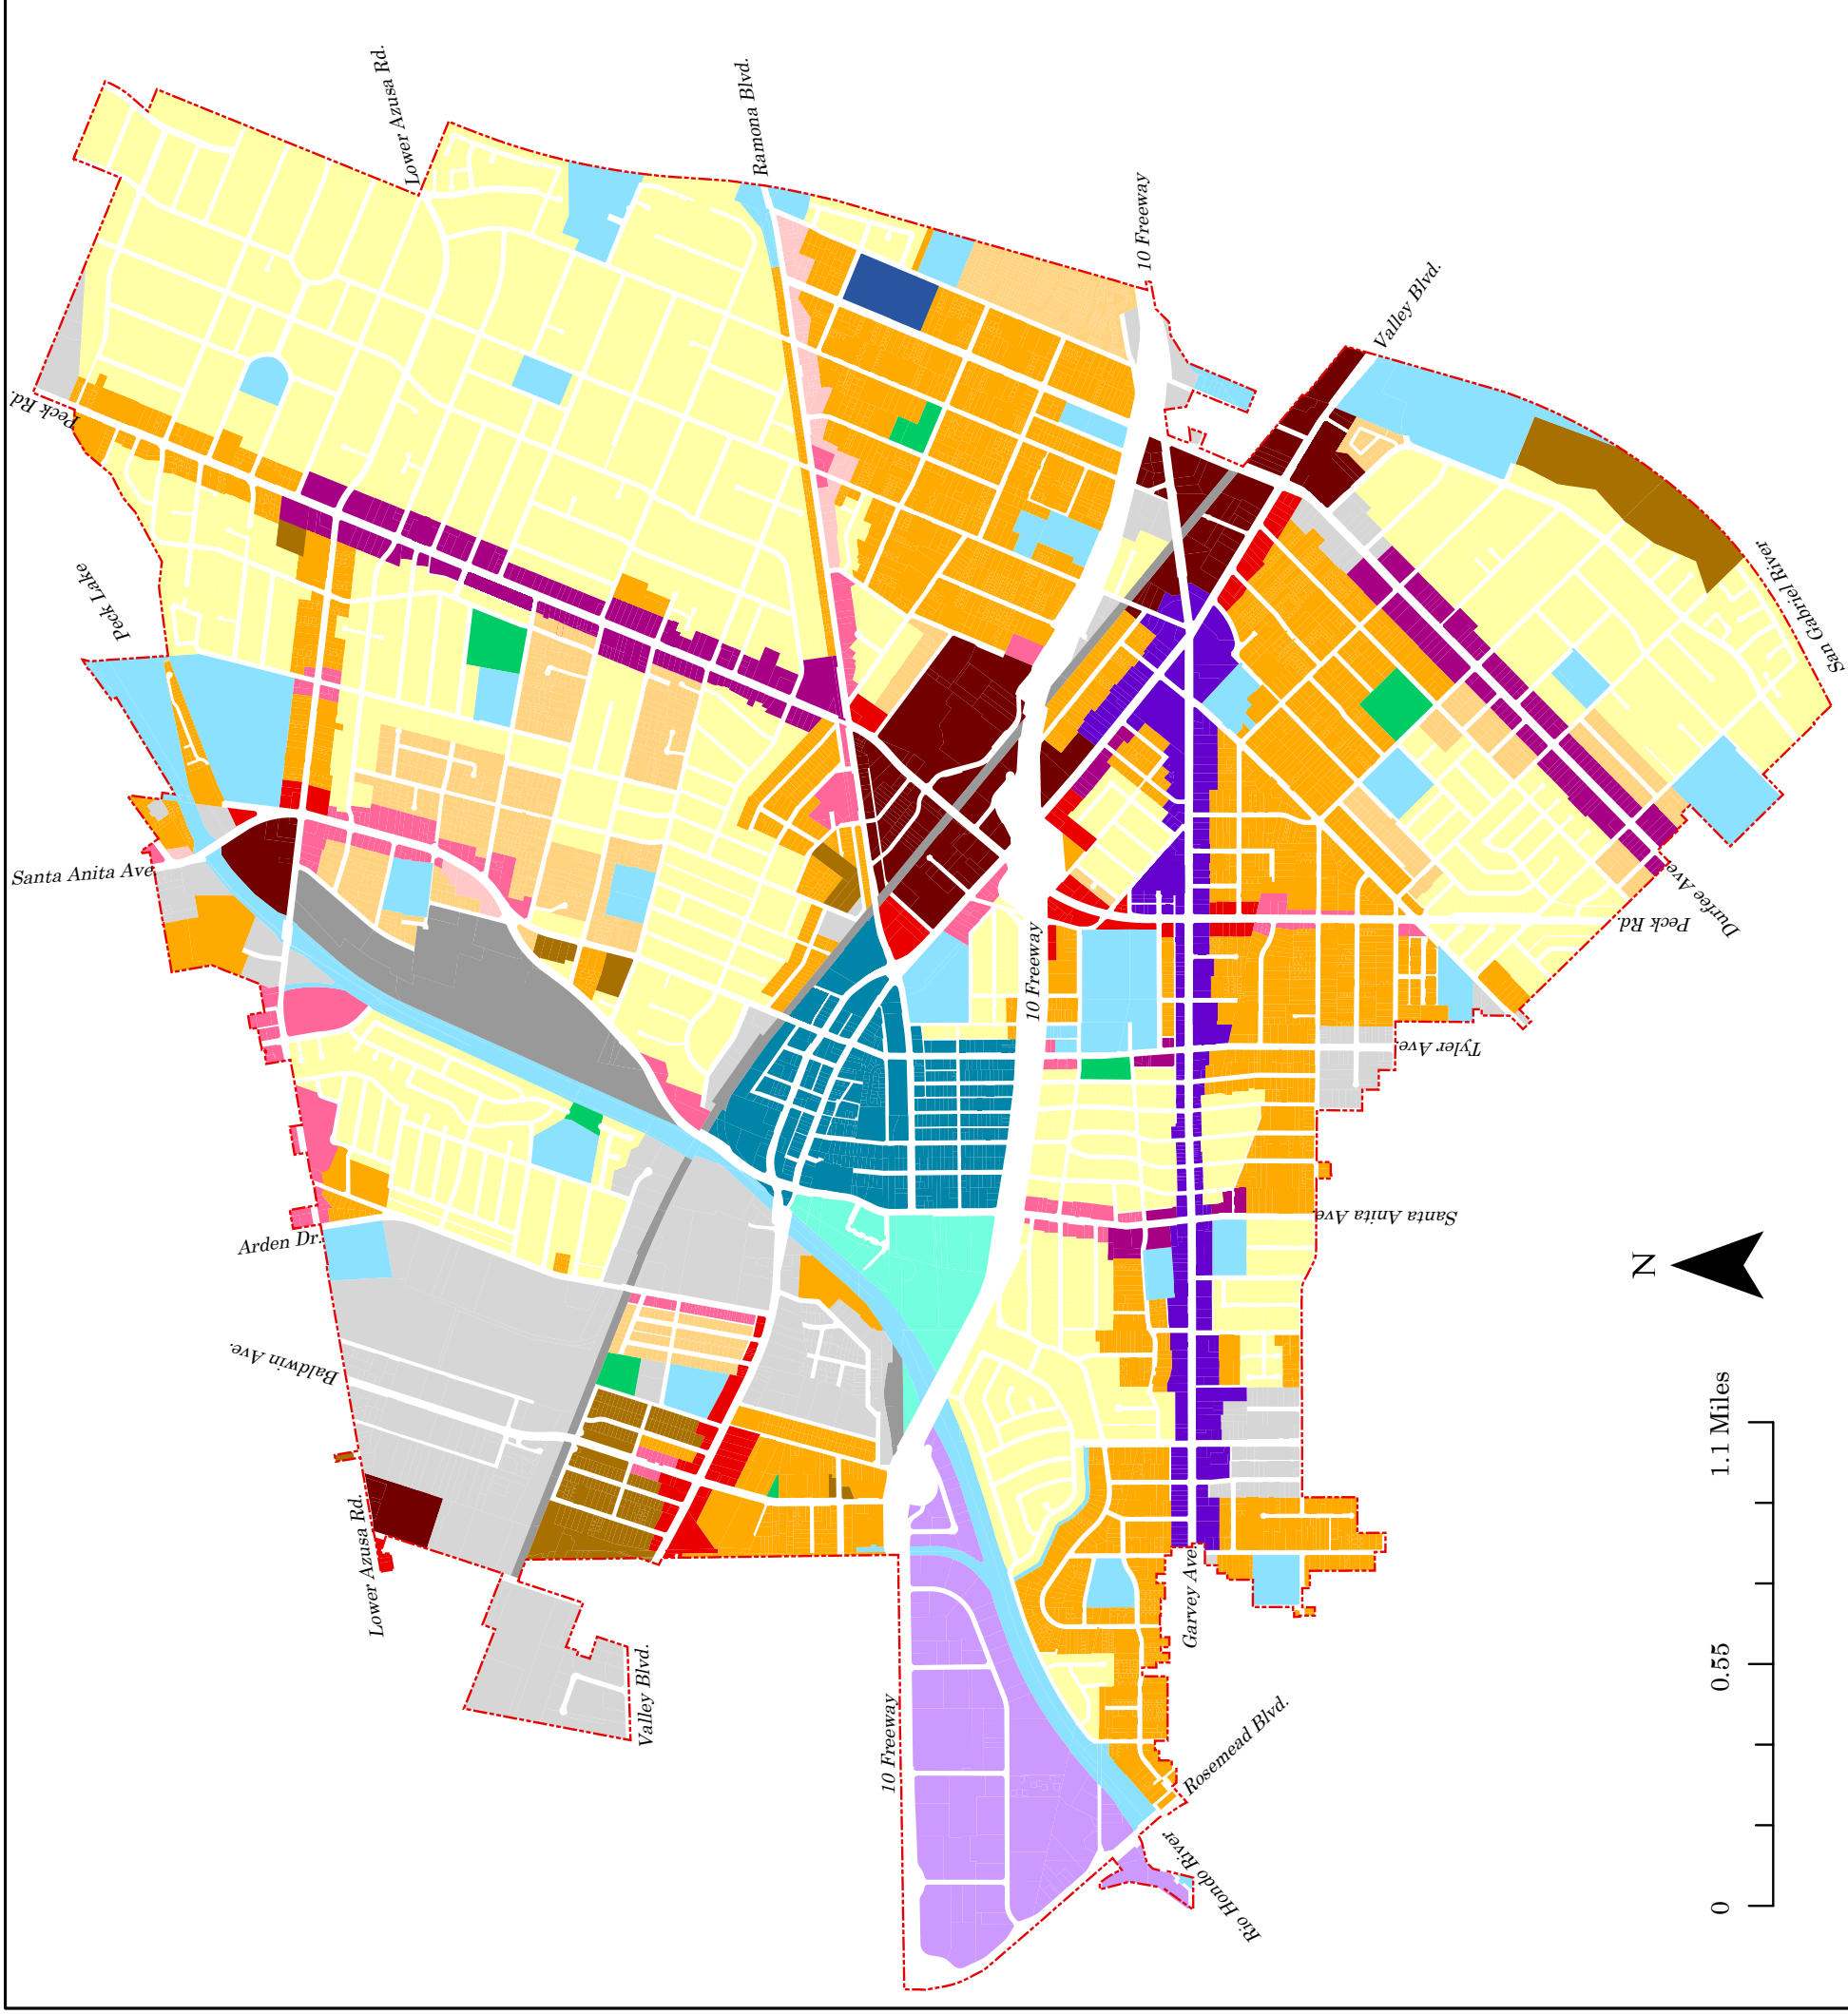 Lower Azusa Rd.
Ramona Blvd.
10 Freeway
Valley Blvd.
Peck Rd.
Peck Lake
San Gabriel River
Santa Anita Ave
Durfee Ave
Peck Rd.
10 Freeway
Tyler Ave
Santa Anita Ave
Arden Dr.
N
Baldwin Ave.
Lower Azusa Rd.
Garvey Ave.
Valley Blvd.
10 Freeway
Rosemead Blvd.
Rio Hondo River
0
0.55
1.1 Miles